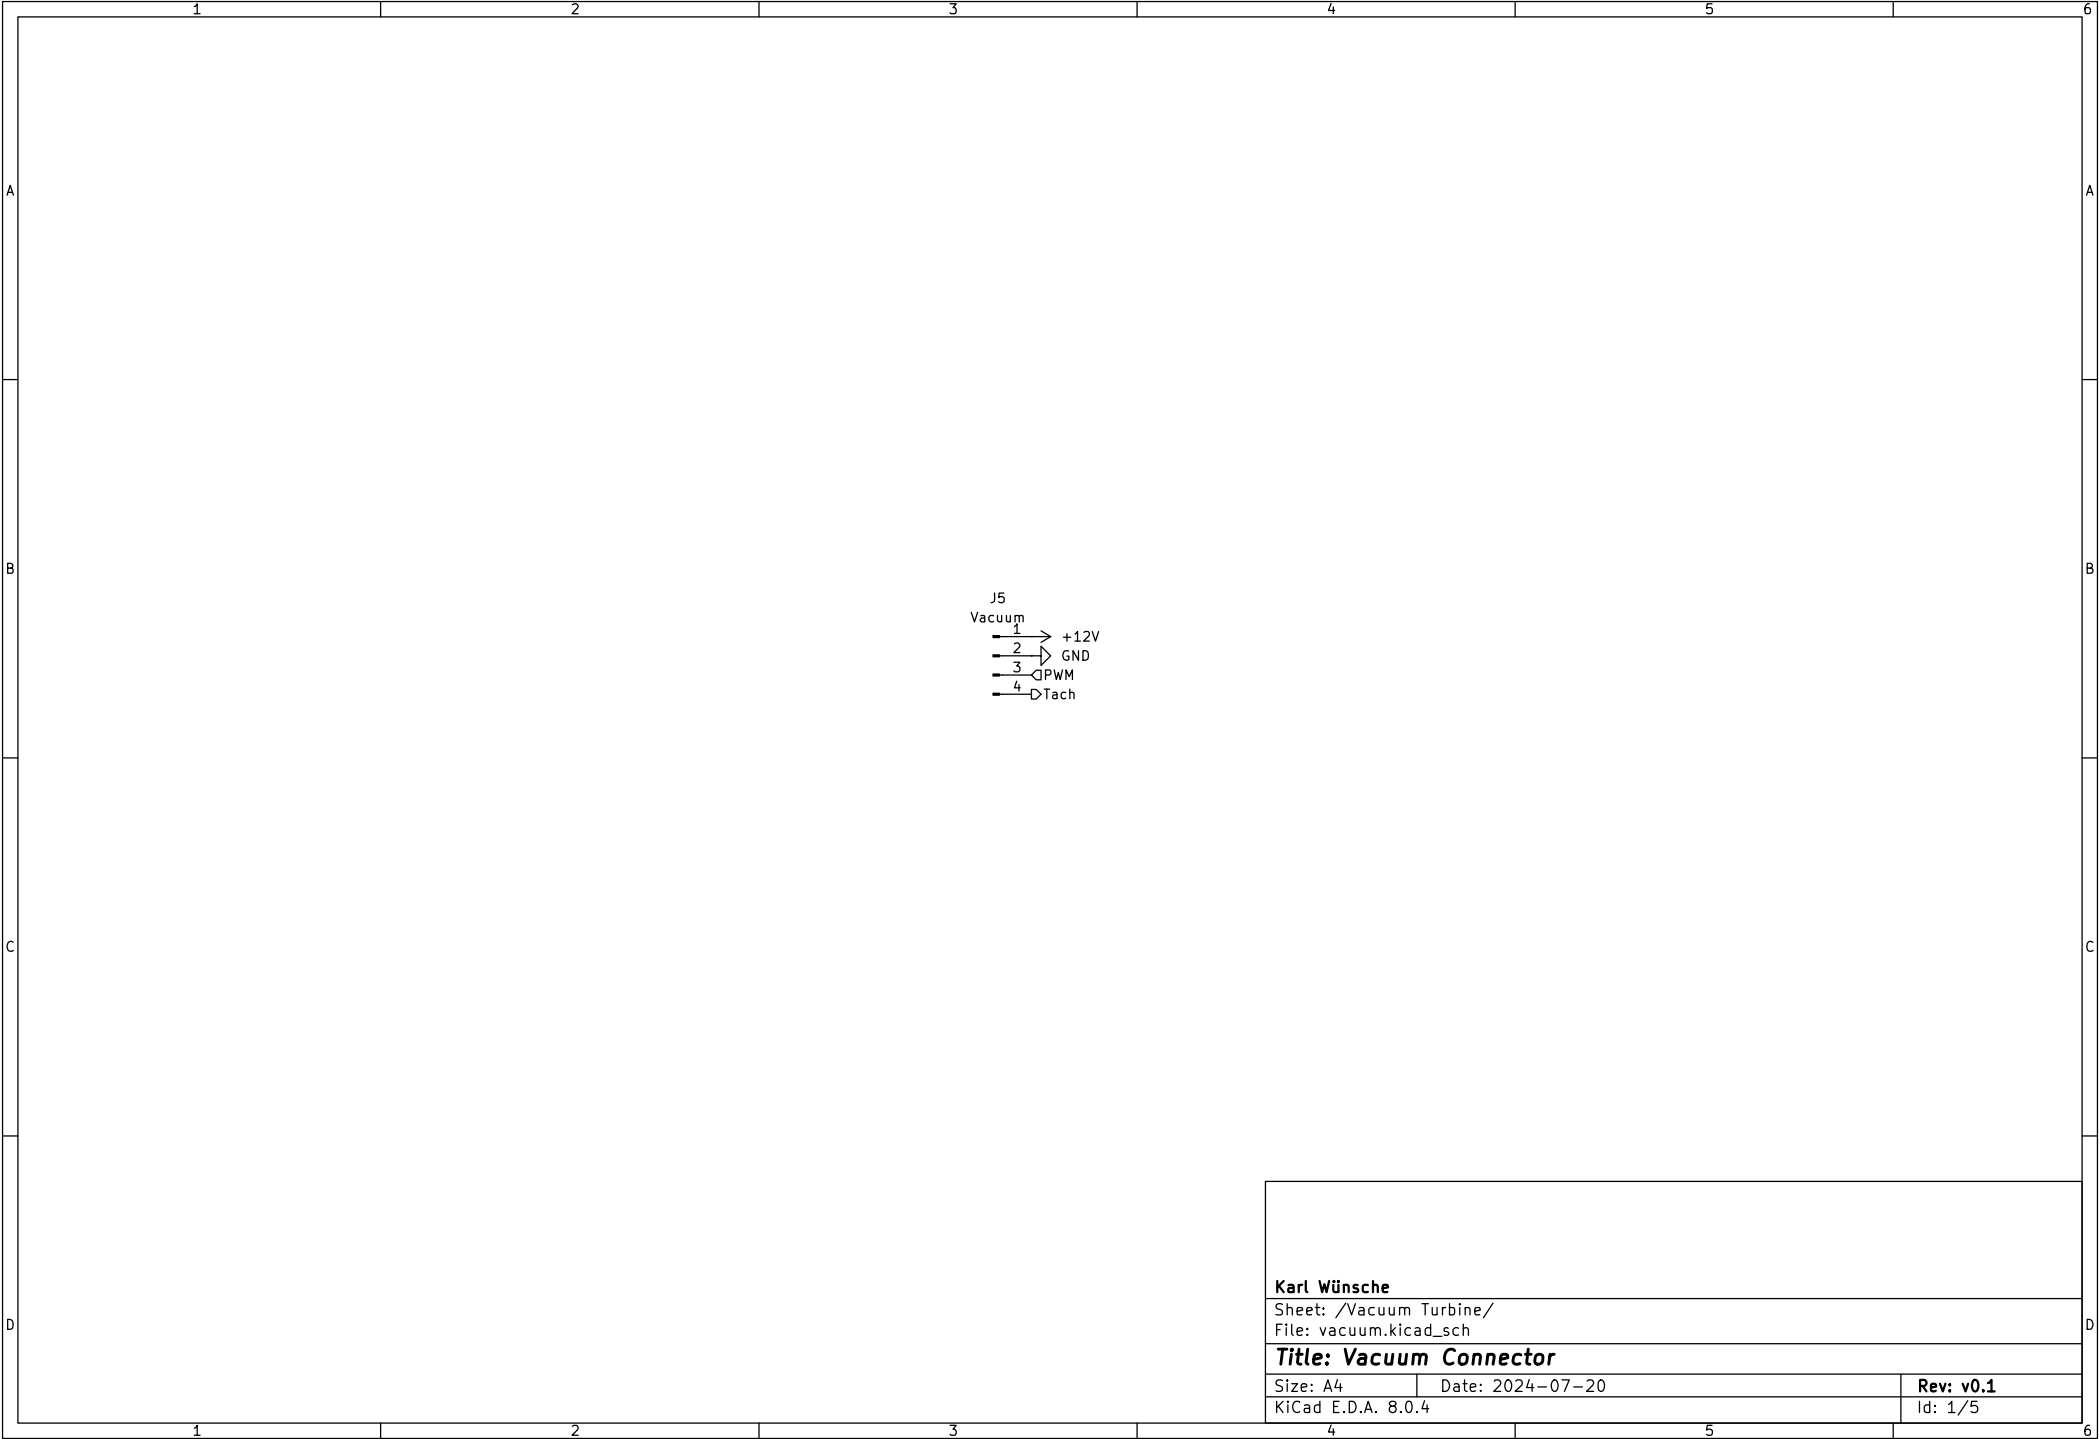 1 2 3 4 5 6
A A
B B
J5
Vacuum
1 +12V
2 GND
3 PWM
4 Tach
C C
Karl Wünsche
Sheet: /Vacuum Turbine/
File: vacuum.kicad_sch
D D
Title: Vacuum Connector
Size: A4 Date: 2024-07-20 Rev: v0.1
KiCad E.D.A. 8.0.4 Id: 1/5
1 2 3 4 5 6